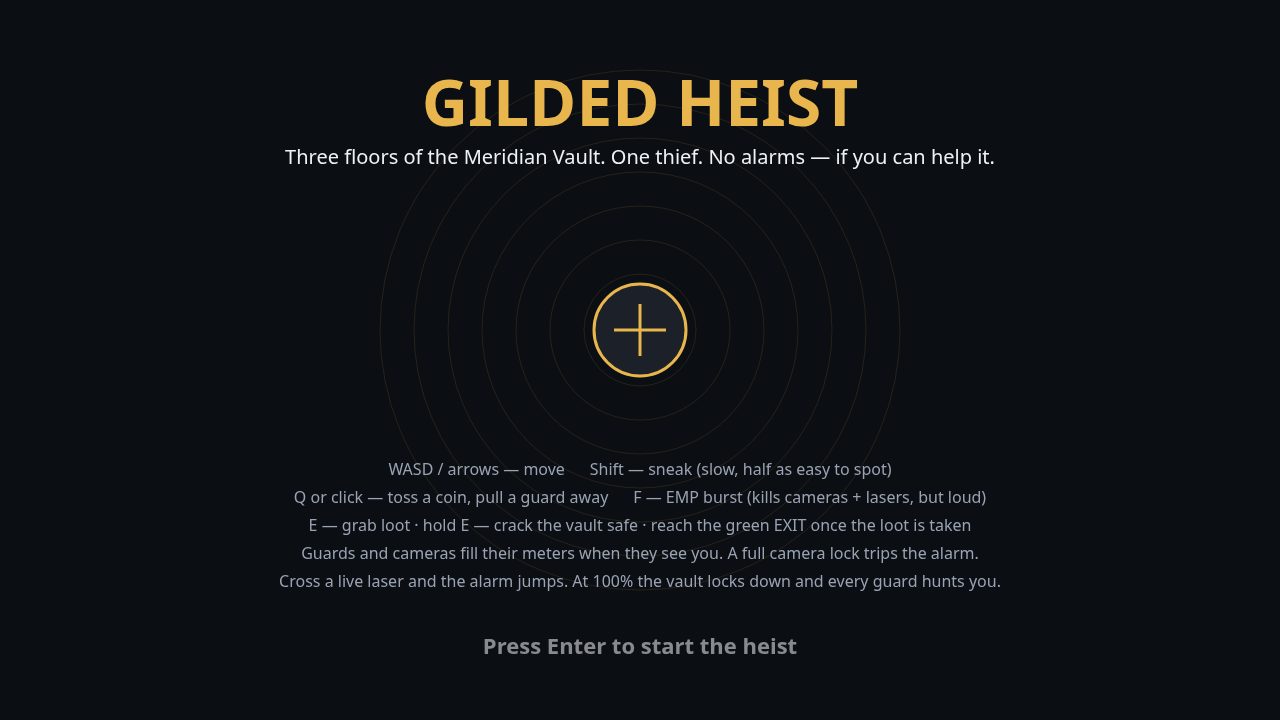 GILDED HEIST
Three floors of the Meridian Vault. One thief. No alarms — if you can help it.
WASD / arrows — move Shift — sneak (slow, half as easy to spot)
Q or click — toss a coin, pull a guard away F — EMP burst (kills cameras + lasers, but loud)
E — grab loot · hold E — crack the vault safe · reach the green EXIT once the loot is taken
Guards and cameras fill their meters when they see you. A full camera lock trips the alarm.
Cross a live laser and the alarm jumps. At 100% the vault locks down and every guard hunts you.
Press Enter to start the heist